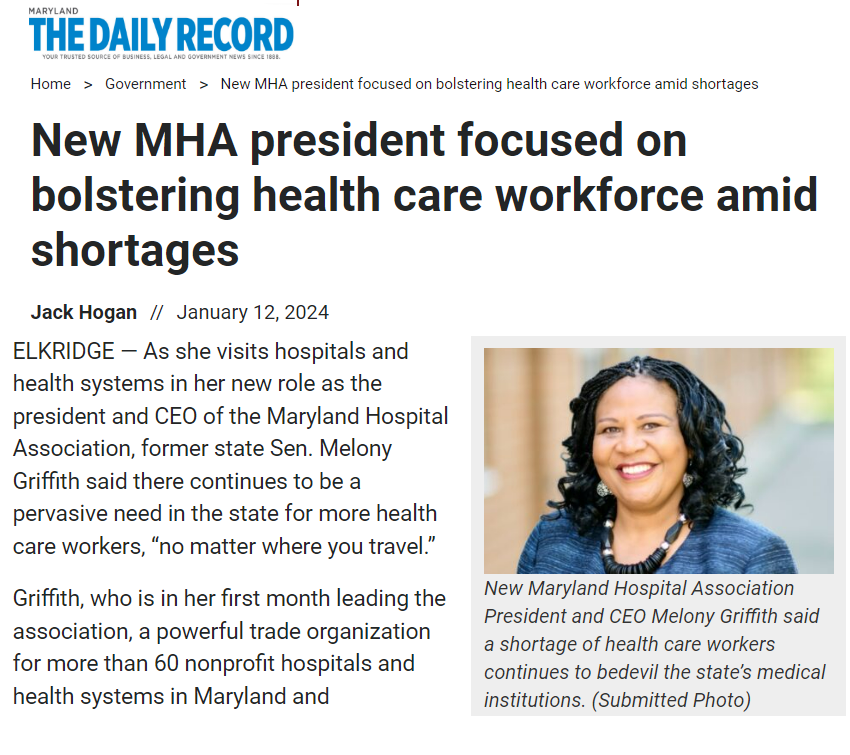 MARYLAND
THE DAILY RECORD
YOUR TRUSTED SOURCE OF BUSINESS, LEGAL AND GOVERNMENT NEWS SINCE 1888.
Home > Government > New MHA president focused on bolstering health care workforce amid shortages
New MHA president focused on
bolstering health care workforce amid
shortages
Jack Hogan // January 12, 2024
ELKRIDGE — As she visits hospitals and
health systems in her new role as the
president and CEO of the Maryland Hospital
Association, former state Sen. Melony
Griffith said there continues to be a
pervasive need in the state for more health
care workers, “no matter where you travel.”
Griffith, who is in her first month leading the
association, a powerful trade organization
for more than 60 nonprofit hospitals and
health systems in Maryland and
New Maryland Hospital Association
President and CEO Melony Griffith said
a shortage of health care workers
continues to bedevil the state’s medical
institutions. (Submitted Photo)